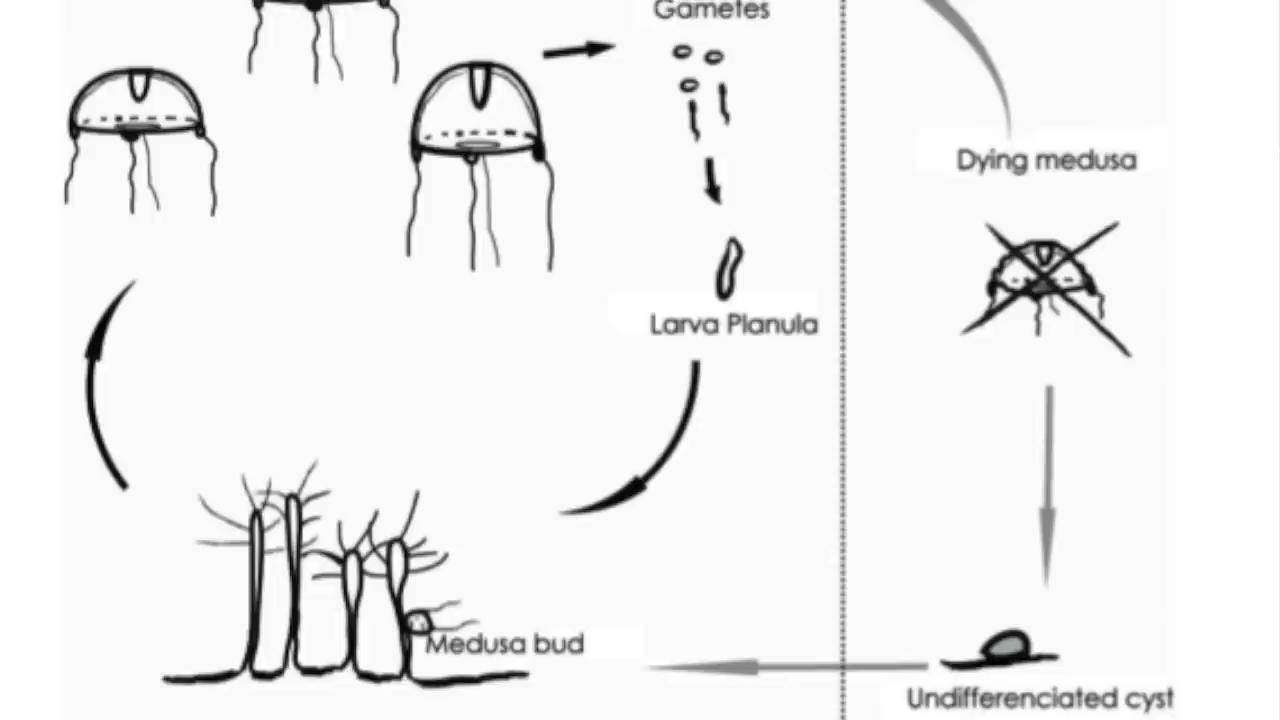 Gametes
Dying medusa
Larva Planula
Medusa bud
Undifferenciated cyst